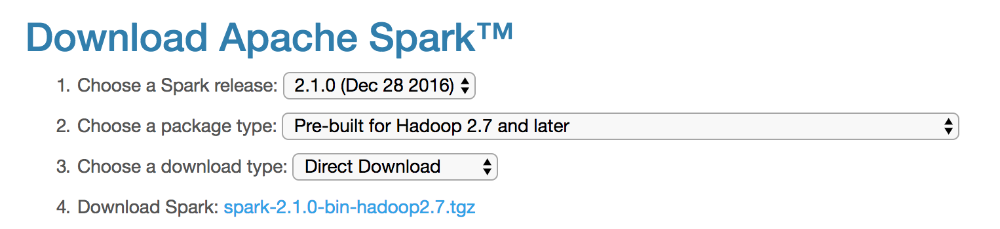 Download Apache Spark™
1. Choose a Spark release: 2.1.0 (Dec 28 2016)
2. Choose a package type: Pre-built for Hadoop 2.7 and later
3. Choose a download type: Direct Download
4. Download Spark: spark-2.1.0-bin-hadoop2.7.tgz